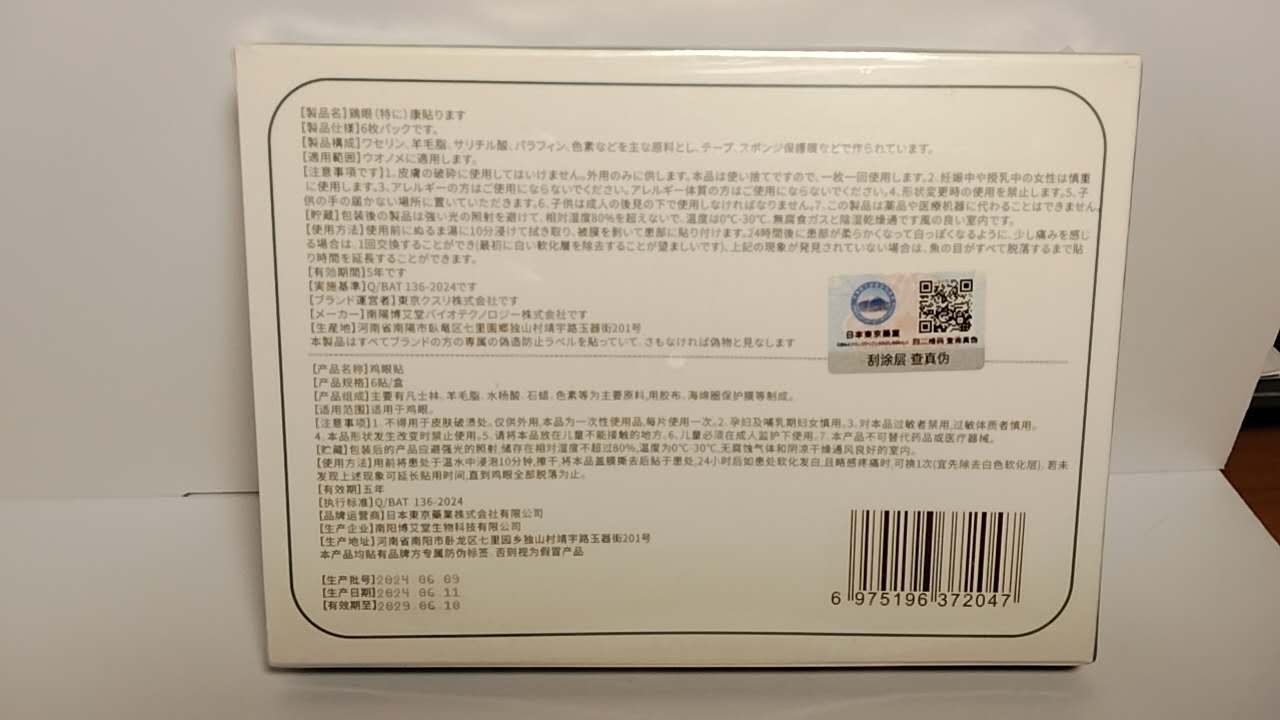 【製品名】鶏眼（特に）康貼ります
【製品仕様】6枚パックです。
【製品構成】ワセリン、羊毛脂、サリチル酸、パラフィン、色素などを主な原料とし、テープ、スポンジ保護膜などで作られています。
【適用範囲】ウオノメに適用します。
【注意事項です】1. 皮膚の破砕に使用してはいけません。外用のみに供します。本品は使い捨てですので、一枚一回使用します。2. 妊娠中や授乳中の女性は慎重
に使用します。3. アレルギーの方はご使用にならないでください。アレルギー体質の方はご使用にならないでください。4. 形状変更時の使用を禁止します。5. 子
供の手の届かない場所に置いていただきます。6. 子供は成人の後見の下で使用しなければなりません。7. この製品は薬品や医療機器に代わることはできません。
【貯蔵】包装後の製品は強い光の照射を避けて、相対湿度80%を超えないで、温度は0℃-30℃、無腐食ガスと陰湿乾燥通です風の良い室内です。
【使用方法】使用前にぬるま湯に10分浸けて拭き取り、被膜を剥いて患部に貼り付けます。24時間後に患部が柔らかくなって白っぽくなるように、少し痛みを感じ
る場合は、1回交換することができ(最初に白い軟化層を除去することが望ましいです)、上記の現象が発見されていない場合は、魚の目がすべて脱落するまで貼
り時間を延長することができます。
【有効期間】5年です
【実施基準】Q/BAT 136-2024です
【ブランド運営者】東京クスリ株式会社です
【メーカー】南陽博艾堂バイオテクノロジー株式会社です
【生産地】河南省南陽市臥竜区七里園郷独山村靖宇路玉器街201号
本製品はすべてブランドの方の専属の偽造防止ラベルを貼っていて、さもなければ偽物と見なします
日本東京藥業
扫二维码 查询真伪
刮涂层 查真伪
【产品名称】鸡眼贴
【产品规格】6贴/盒
【产品组成】主要有凡士林、羊毛脂、水杨酸、石蜡、色素等为主要原料,用胶布、海绵圈保护膜等制成。
【适用范围】适用于鸡眼。
【注意事项】1. 不得用于皮肤破溃处。仅供外用,本品为一次性使用品,每片使用一次。2. 孕妇及哺乳期妇女慎用。3. 对本品过敏者禁用,过敏体质者慎用。
4. 本品形状发生改变时禁止使用。5. 请将本品放在儿童不能接触的地方。6. 儿童必须在成人监护下使用。7. 本产品不可替代药品或医疗器械。
【贮藏】包装后的产品应避强光的照射,储存在相对湿度不超过80%,温度为0℃-30℃,无腐蚀气体和阴凉干燥通风良好的室内。
【使用方法】用前将患处于温水中浸泡10分钟,擦干,将本品盖膜撕去后贴于患处,24小时后如患处软化发白,且略感疼痛时,可换1次(宜先除去白色软化层),若未
发现上述现象可延长贴用时间,直到鸡眼全部脱落为止。
【有效期】五年
【执行标准】Q/BAT 136-2024
【品牌运营商】日本東京藥業株式会社有限公司
【生产企业】南阳博艾堂生物科技有限公司
【生产地址】河南省南阳市卧龙区七里园乡独山村靖宇路玉器街201号
本产品均贴有品牌方专属防伪标签,否则视为假冒产品
【生产批号】2024.06.09
【生产日期】2024.06.11
【有效期至】2029.06.10
6 975196 372047